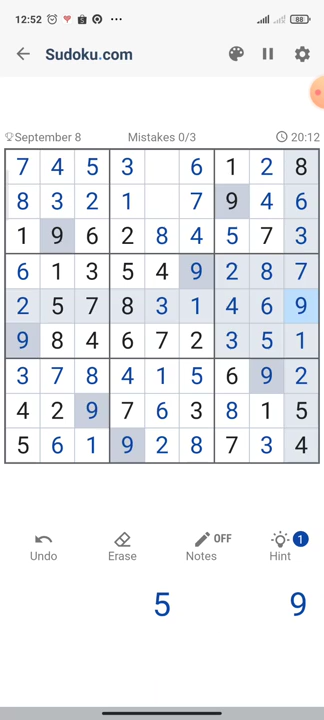 12:52 88
Sudoku.com
September 8 Mistakes 0/3 20:12
7 4 5 3 6 1 2 8
8 3 2 1 7 9 4 6
1 9 6 2 8 4 5 7 3
6 1 3 5 4 9 2 8 7
2 5 7 8 3 1 4 6 9
9 8 4 6 7 2 3 5 1
3 7 8 4 1 5 6 9 2
4 2 9 7 6 3 8 1 5
5 6 1 9 2 8 7 3 4
OFF 1
Undo Erase Notes Hint
5 9